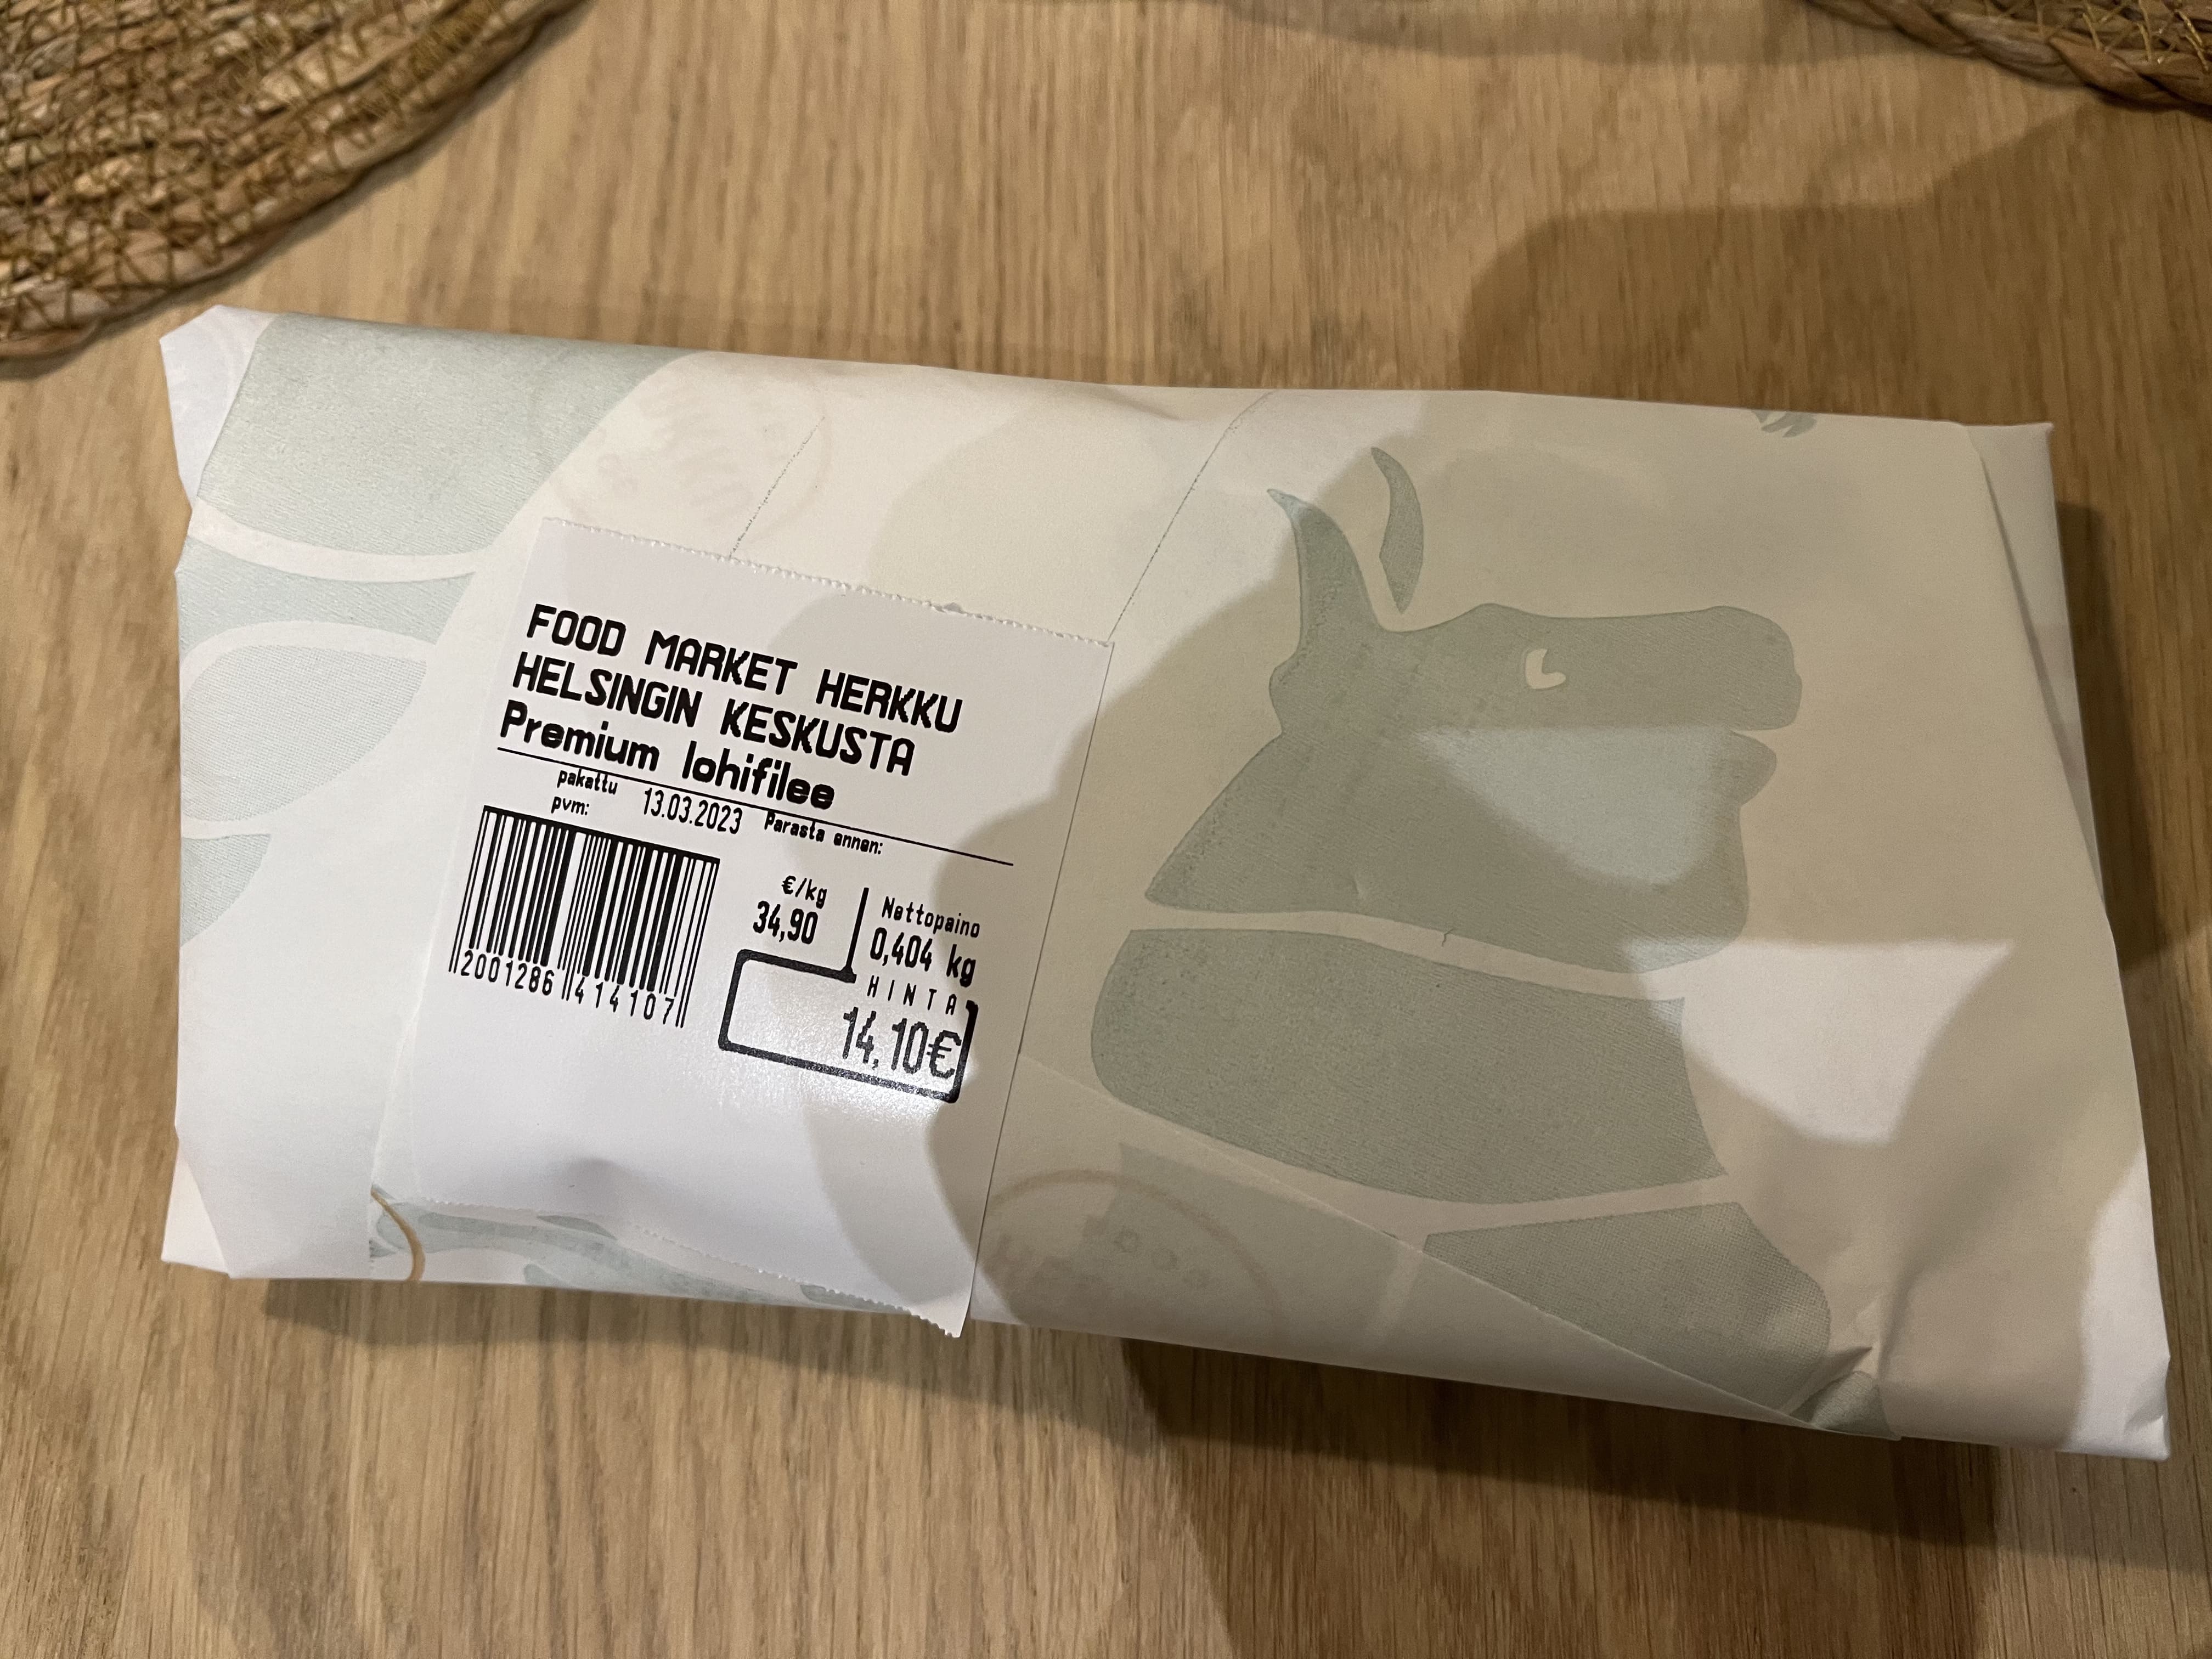 FOOD MARKET HERKKU
HELSINGIN KESKUSTA
Premium lohifilee
pakattu pvm: 13.03.2023 Parasta ennen:
€/kg
34,90
Nettopaino
0,404 kg
HINTA
14,10€
2001286 414107